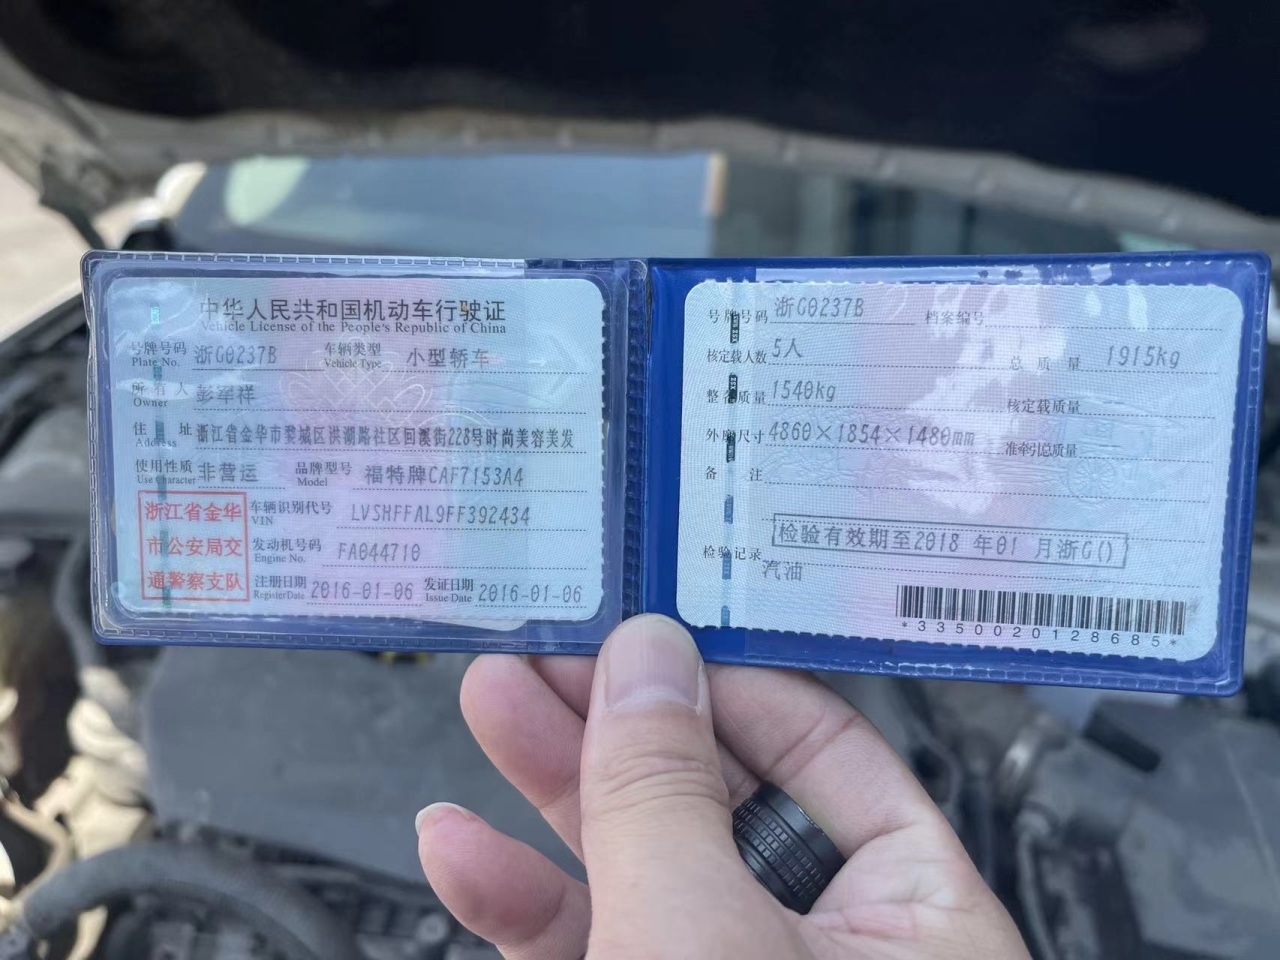 中华人民共和国机动车行驶证
Vehicle License of the People's Republic of China
号牌号码 浙G0237B 车辆类型 小型轿车
Plate No. Vehicle Type
所有人 彭军祥
Owner
住址 浙江省金华市婺城区洪湖路社区回溪街228号时尚美容美发
Address
使用性质 非营运 品牌型号 福特牌CAF7153A4
Use Character Model
浙江省金华
市公安局交
通警察支队
车辆识别代号 LVSHFFAL9FF392434
VIN
发动机号码 FA044710
Engine No.
注册日期 2016-01-06 发证日期 2016-01-06
Register Date Issue Date
号牌号码 浙G0237B 档案编号
核定载人数 5人 总质量 1915kg
整备质量 1540kg 核定载质量
外廓尺寸 4860×1854×1480mm 准牵引总质量
备注
检验有效期至2018 年01 月浙G()
检验记录
汽油
*3350020128685*